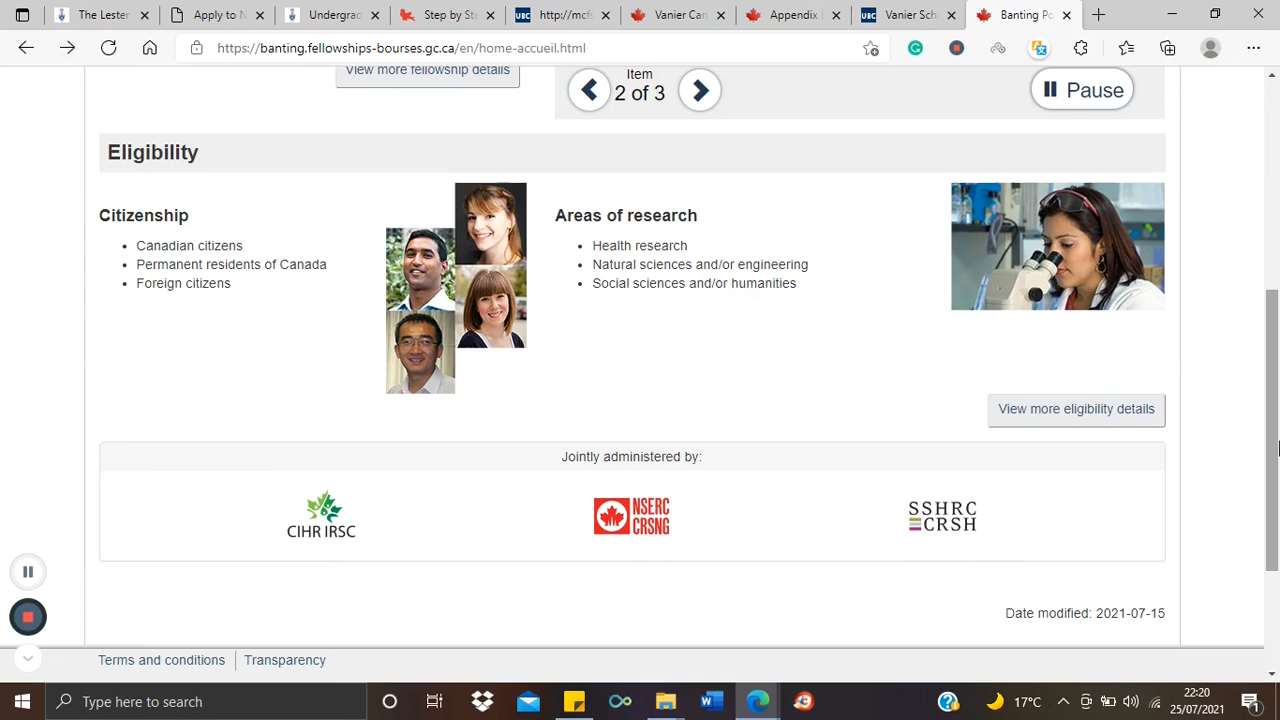 The Lester
Apply to N
Undergrad
Step by Ste
http://mcfs
Vanier Can
Appendix
Vanier Sch
Banting Po
https://banting.fellowships-bourses.gc.ca/en/home-accueil.html
View more fellowship details
Item
2 of 3
Pause
Eligibility
Citizenship
Canadian citizens
Permanent residents of Canada
Foreign citizens
Areas of research
Health research
Natural sciences and/or engineering
Social sciences and/or humanities
View more eligibility details
Jointly administered by:
CIHR IRSC
NSERC
CRSNG
SSHRC
CRSH
Date modified: 2021-07-15
Terms and conditions
Transparency
Type here to search
17°C
22:20
25/07/2021